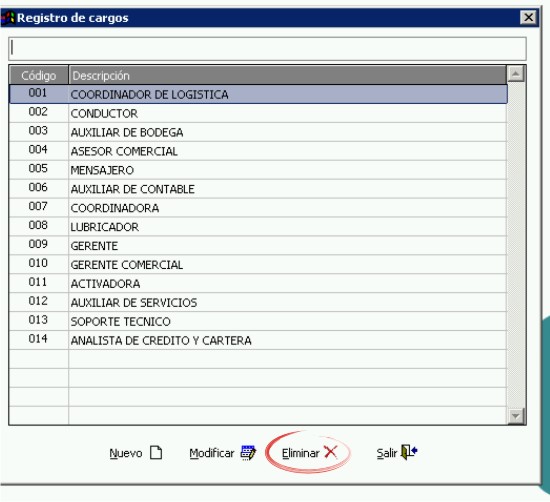 Registro de cargos
Código Descripción
001 COORDINADOR DE LOGISTICA
002 CONDUCTOR
003 AUXILIAR DE BODEGA
004 ASESOR COMERCIAL
005 MENSAJERO
006 AUXILIAR DE CONTABLE
007 COORDINADORA
008 LUBRICADOR
009 GERENTE
010 GERENTE COMERCIAL
011 ACTIVADORA
012 AUXILIAR DE SERVICIOS
013 SOPORTE TECNICO
014 ANALISTA DE CREDITO Y CARTERA
Nuevo Modificar Eliminar Salir